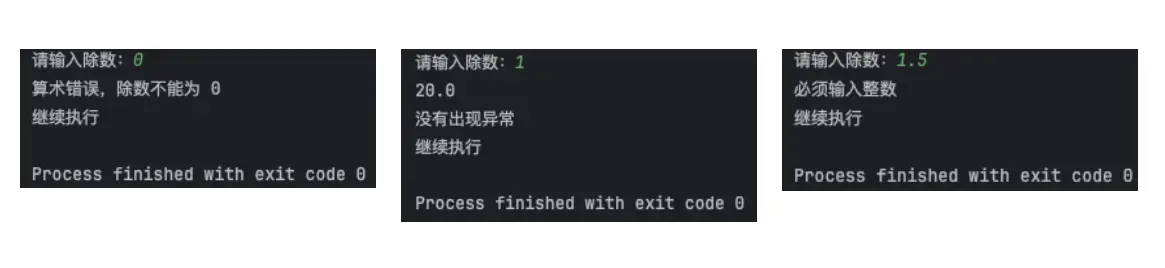 请输入除数：0
算术错误，除数不能为 0
继续执行
Process finished with exit code 0
请输入除数：1
20.0
没有出现异常
继续执行
Process finished with exit code 0
请输入除数：1.5
必须输入整数
继续执行
Process finished with exit code 0